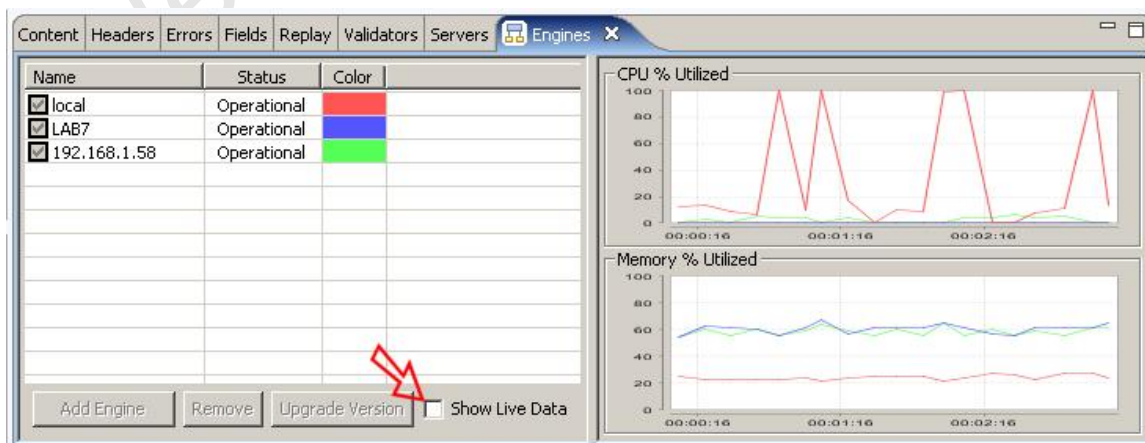 Content Headers Errors Fields Replay Validators Servers Engines
Name Status Color
local Operational
LAB7 Operational
192.168.1.58 Operational
Add Engine Remove Upgrade Version Show Live Data
CPU % Utilized
100
80
60
40
20
0
00:00:16 00:01:16 00:02:16
Memory % Utilized
100
80
60
40
20
0
00:00:16 00:01:16 00:02:16